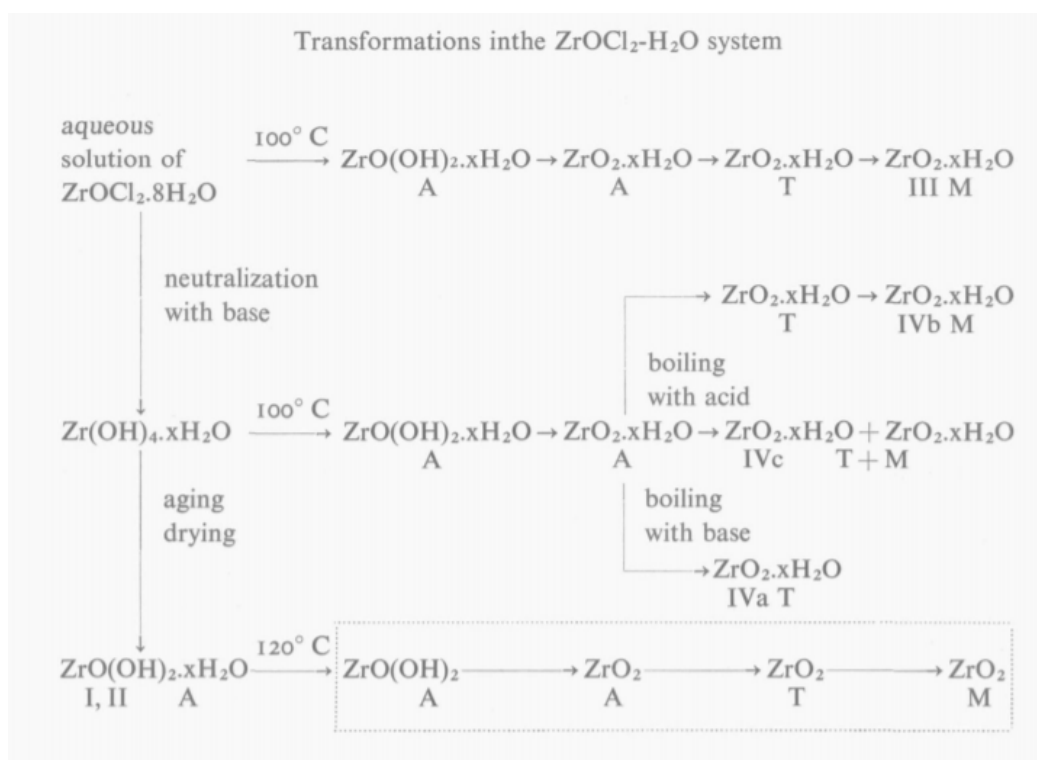 Transformations inthe ZrOCl₂-H₂O system
aqueous
solution of
ZrOCl₂.8H₂O
100° C
ZrO(OH)₂.xH₂O → ZrO₂.xH₂O → ZrO₂.xH₂O → ZrO₂.xH₂O
A A T III M
neutralization
with base
ZrO₂.xH₂O → ZrO₂.xH₂O
T IVb M
boiling
with acid
Zr(OH)₄.xH₂O 100° C ZrO(OH)₂.xH₂O → ZrO₂.xH₂O → ZrO₂.xH₂O + ZrO₂.xH₂O
A A IVc T + M
aging
drying
boiling
with base
ZrO₂.xH₂O
IVa T
ZrO(OH)₂.xH₂O 120° C ZrO(OH)₂ → ZrO₂ → ZrO₂ → ZrO₂
I, II A A A T M